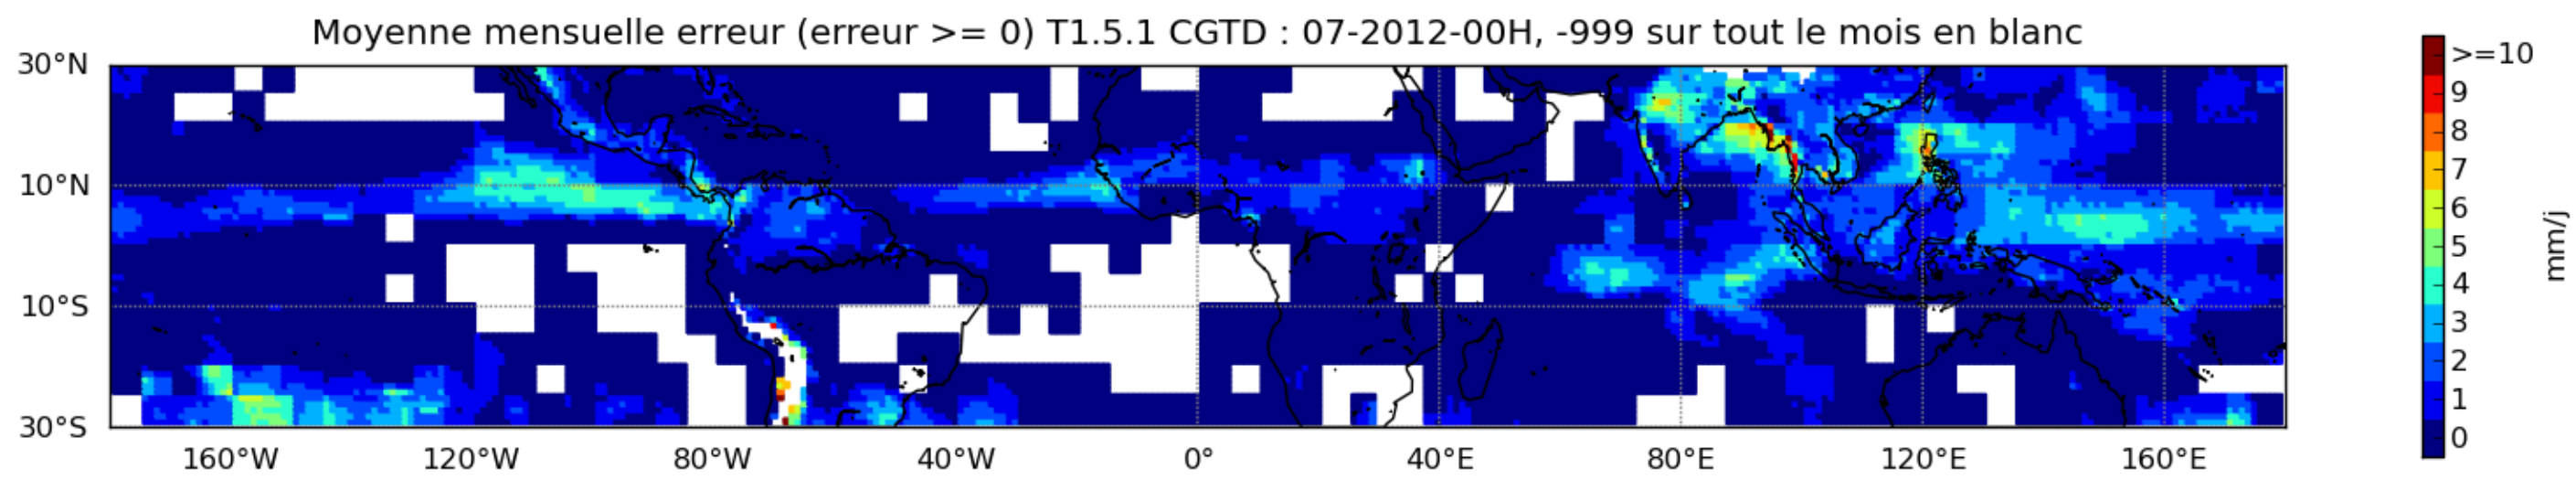 Moyenne mensuelle erreur (erreur >= 0) T1.5.1 CGTD : 07-2012-00H, -999 sur tout le mois en blanc
30°N
10°N
10°S
30°S
160°W 120°W 80°W 40°W 0° 40°E 80°E 120°E 160°E
>=10
9
8
7
6
5
4
3
2
1
0
mm/j